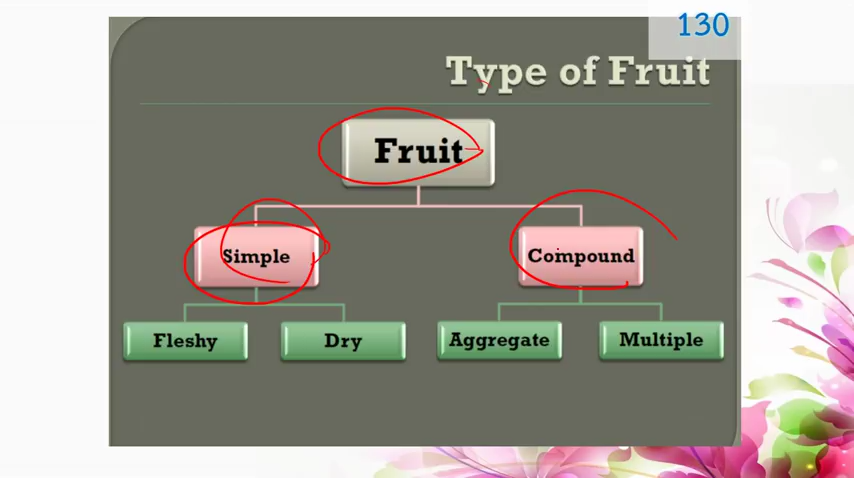 130
Type of Fruit
Fruit
Simple
Compound
Fleshy
Dry
Aggregate
Multiple